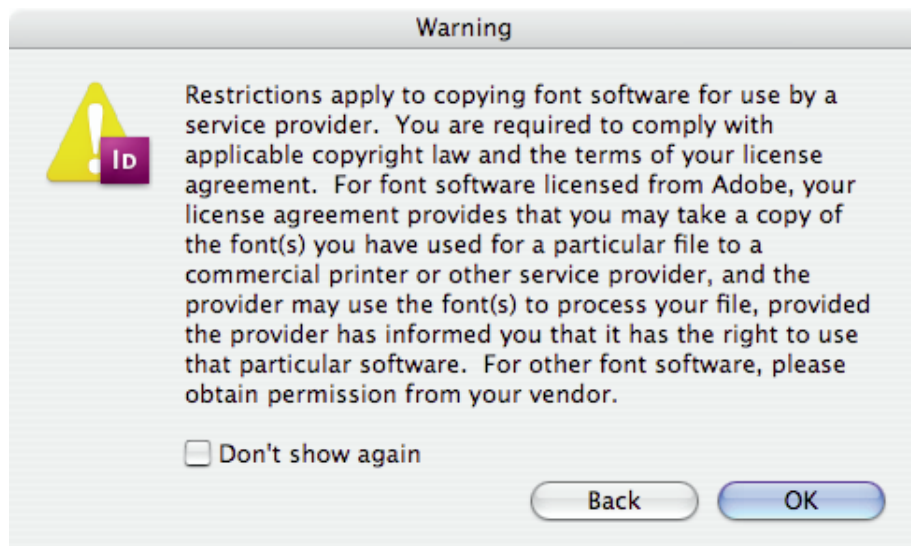 Warning
Restrictions apply to copying font software for use by a
service provider.  You are required to comply with
applicable copyright law and the terms of your license
agreement.  For font software licensed from Adobe, your
license agreement provides that you may take a copy of
the font(s) you have used for a particular file to a
commercial printer or other service provider, and the
provider may use the font(s) to process your file, provided
the provider has informed you that it has the right to use
that particular software.  For other font software, please
obtain permission from your vendor.
ID
Don't show again
Back OK